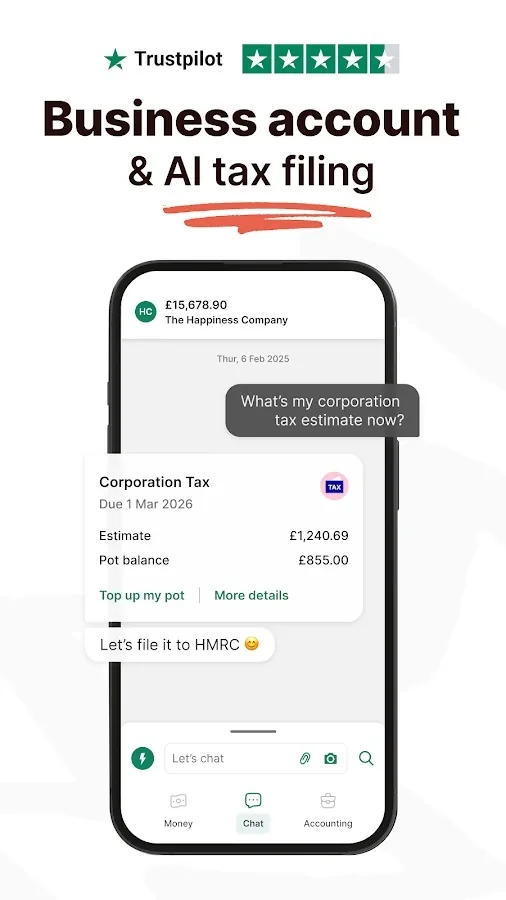 Trustpilot
Business account
& AI tax filing
HC
£15,678.90
The Happiness Company
Thur, 6 Feb 2025
What's my corporation
tax estimate now?
Corporation Tax
TAX
Due 1 Mar 2026
Estimate £1,240.69
Pot balance £855.00
Top up my pot More details
Let's file it to HMRC 😊
Let's chat
Money Chat Accounting